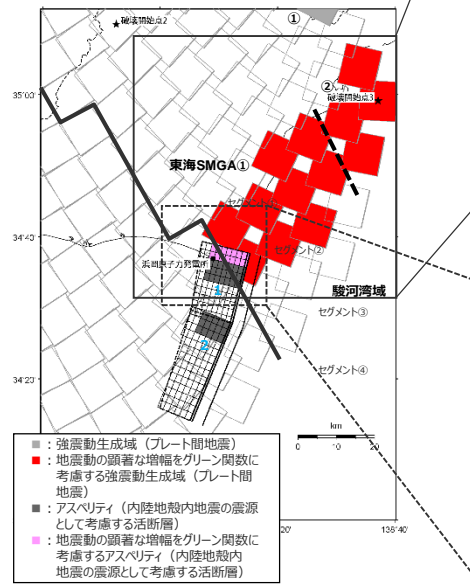 ①
★破壊開始点2
②
破壊開始点3★
35°00'
東海SMGA①
セグメント
34°40'
セグメント②
浜岡原子力発電所
1
駿河湾域
セグメント③
2
セグメント④
34°20'
km
0
10
20
■：強震動生成域（プレート間地震）
■：地震動の顕著な増幅をグリーン関数に
考慮する強震動生成域（プレート間
地震）
■：アスペリティ（内陸地殻内地震の震源
として考慮する活断層）
■：地震動の顕著な増幅をグリーン関数に
考慮するアスペリティ（内陸地殻内
地震の震源として考慮する活断層）
°20'
138°40'